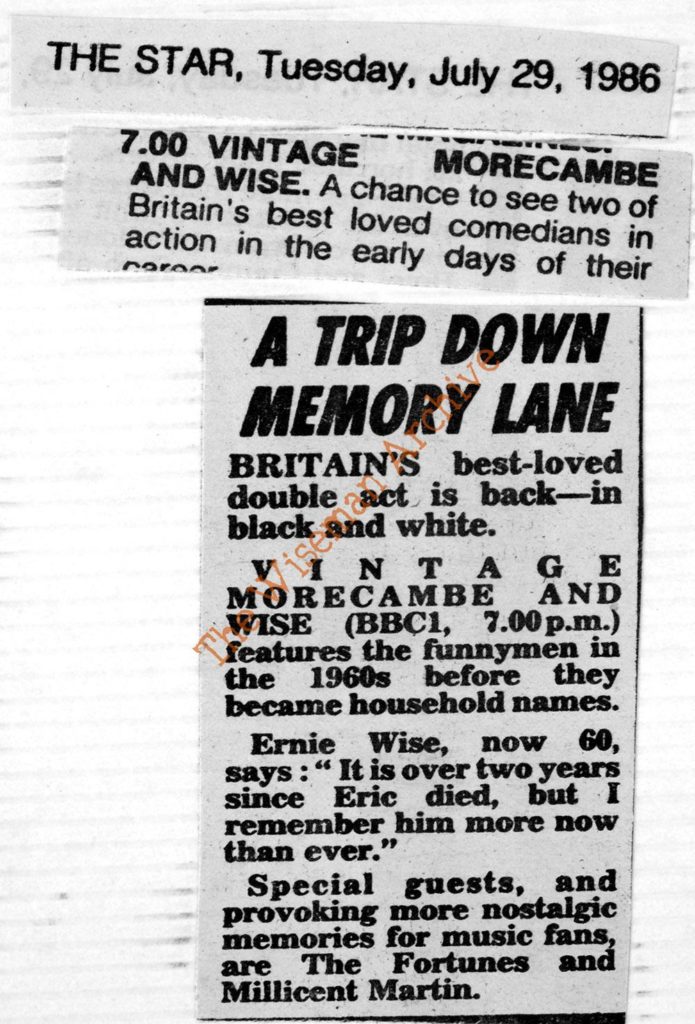 THE STAR, Tuesday, July 29, 1986
MAGAZINES.
7.00 VINTAGE MORECAMBE
AND WISE. A chance to see two of
Britain's best loved comedians in
action in the early days of their
career
A TRIP DOWN
MEMORY LANE
BRITAIN'S best-loved
double act is back—in
black and white.
VINTAGE
MORECAMBE AND
WISE (BBC1, 7.00 p.m.)
features the funnymen in
the 1960s before they
became household names.
Ernie Wise, now 60,
says : “ It is over two years
since Eric died, but I
remember him more now
than ever.”
Special guests, and
provoking more nostalgic
memories for music fans,
are The Fortunes and
Millicent Martin.
The Wiseman Archive